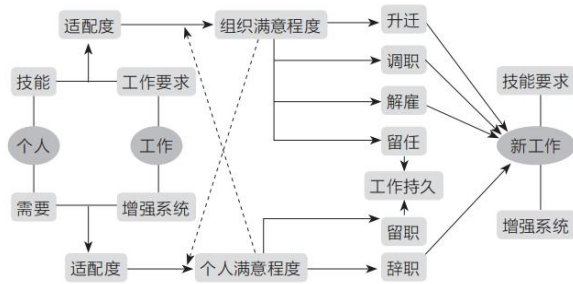 适配度
组织满意程度
升迁
技能
工作要求
调职
技能要求
解雇
个人
工作
新工作
留任
工作持久
需要
增强系统
留职
增强系统
适配度
个人满意程度
辞职